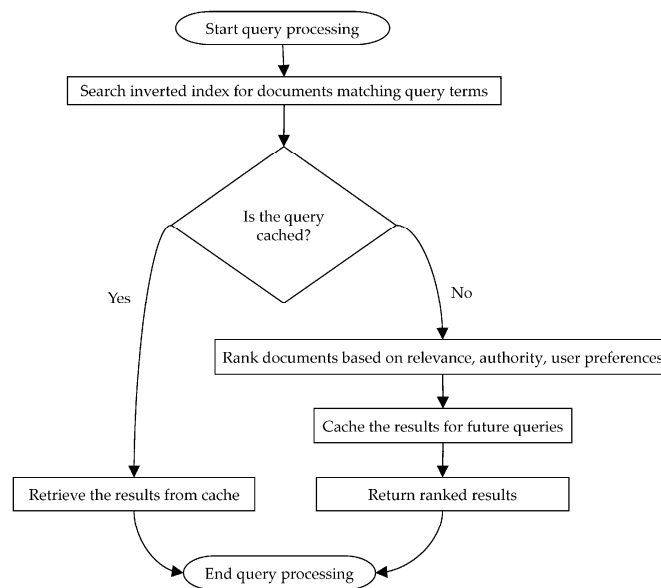 Start query processing
Search inverted index for documents matching query terms
Is the query
cached?
Yes
No
Rank documents based on relevance, authority, user preferences
Cache the results for future queries
Retrieve the results from cache
Return ranked results
End query processing